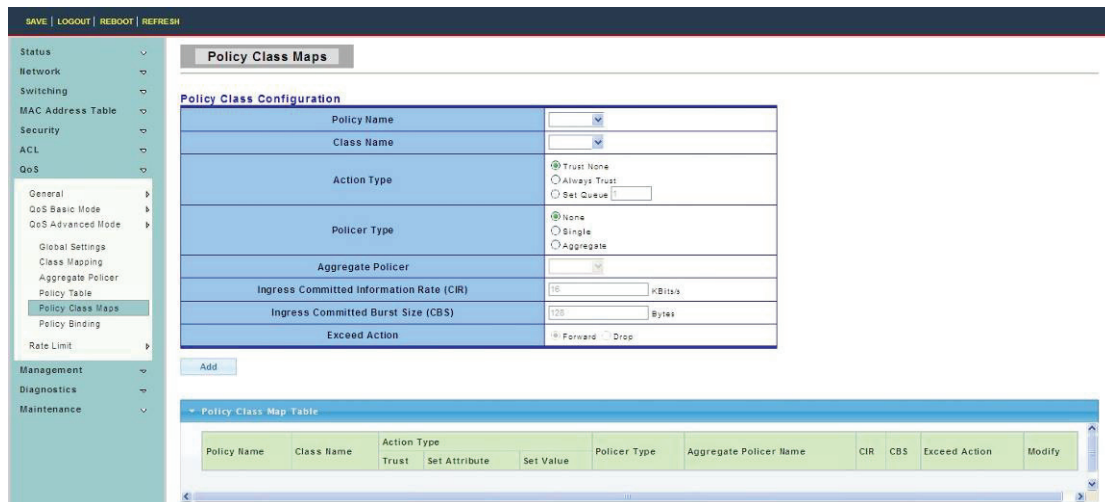 SAVE | LOGOUT | REBOOT | REFRESH
Status
Network
Switching
MAC Address Table
Security
ACL
QoS
General
QoS Basic Mode
QoS Advanced Mode
Global Settings
Class Mapping
Aggregate Policer
Policy Table
Policy Class Maps
Policy Binding
Rate Limit
Management
Diagnostics
Maintenance
Policy Class Maps
Policy Class Configuration
Policy Name
Class Name
Action Type
Trust None
Always Trust
Set Queue 1
Policer Type
None
Single
Aggregate
Aggregate Policer
Ingress Committed Information Rate (CIR) 16 KBits/s
Ingress Committed Burst Size (CBS) 128 Bytes
Exceed Action Forward Drop
Add
Policy Class Map Table
Policy Name Class Name Action Type Policer Type Aggregate Policer Name CIR CBS Exceed Action Modify
Trust Set Attribute Set Value